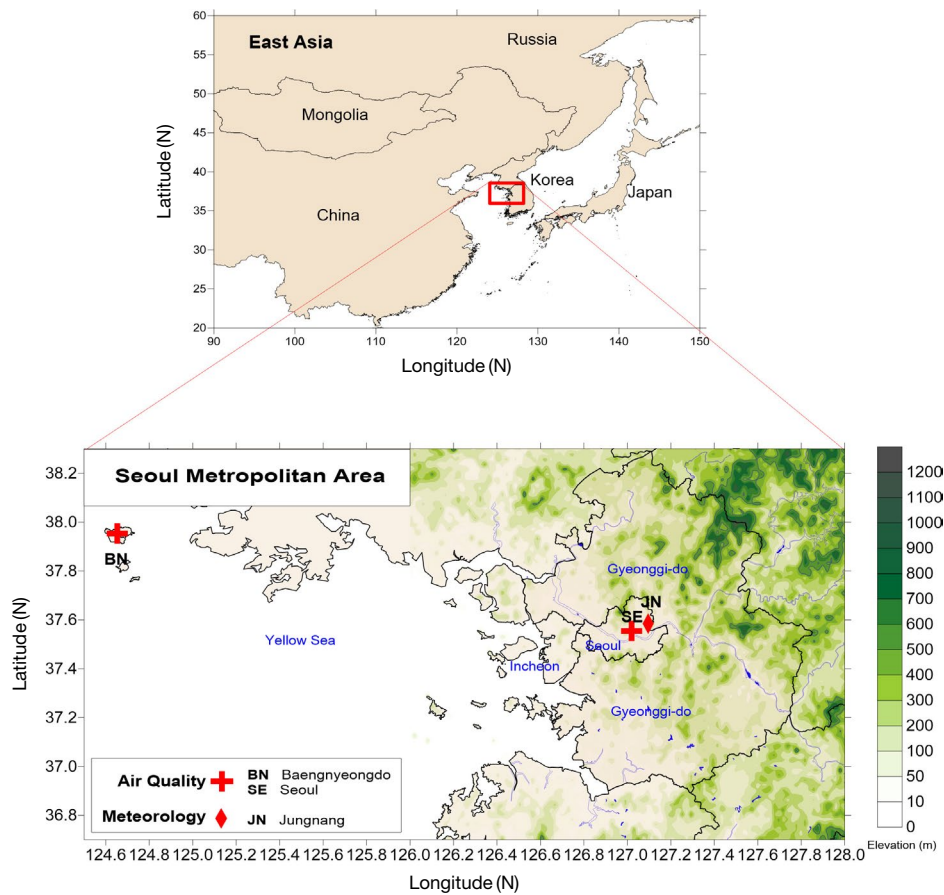 East Asia
Russia
Mongolia
Korea
Japan
China
Latitude (N)
60
55
50
45
40
35
30
25
20
90 100 110 120 130 140 150
Longitude (N)
Seoul Metropolitan Area
38.2
38.0
37.8
37.6
37.4
37.2
37.0
36.8
Latitude (N)
BN
Gyeonggi-do
JN
SE
Yellow Sea
Seoul
Incheon
Gyeonggi-do
Air Quality BN Baengnyeongdo
SE Seoul
Meteorology JN Jungnang
124.6 124.8 125.0 125.2 125.4 125.6 125.8 126.0 126.2 126.4 126.6 126.8 127.0 127.2 127.4 127.6 127.8 128.0
Longitude (N)
1200
1100
1000
900
800
700
600
500
400
300
200
100
50
10
0
Elevation (m)